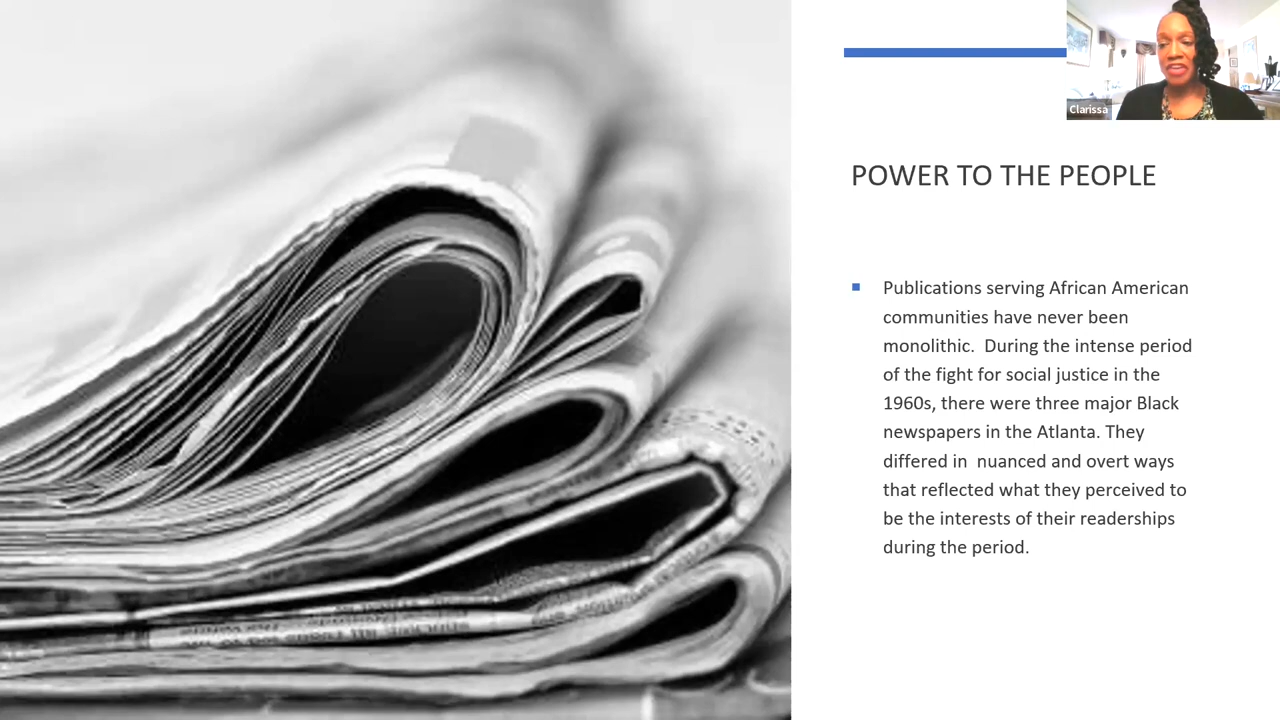 Clarissa
POWER TO THE PEOPLE
Publications serving African American
communities have never been
monolithic.  During the intense period
of the fight for social justice in the
1960s, there were three major Black
newspapers in the Atlanta. They
differed in  nuanced and overt ways
that reflected what they perceived to
be the interests of their readerships
during the period.